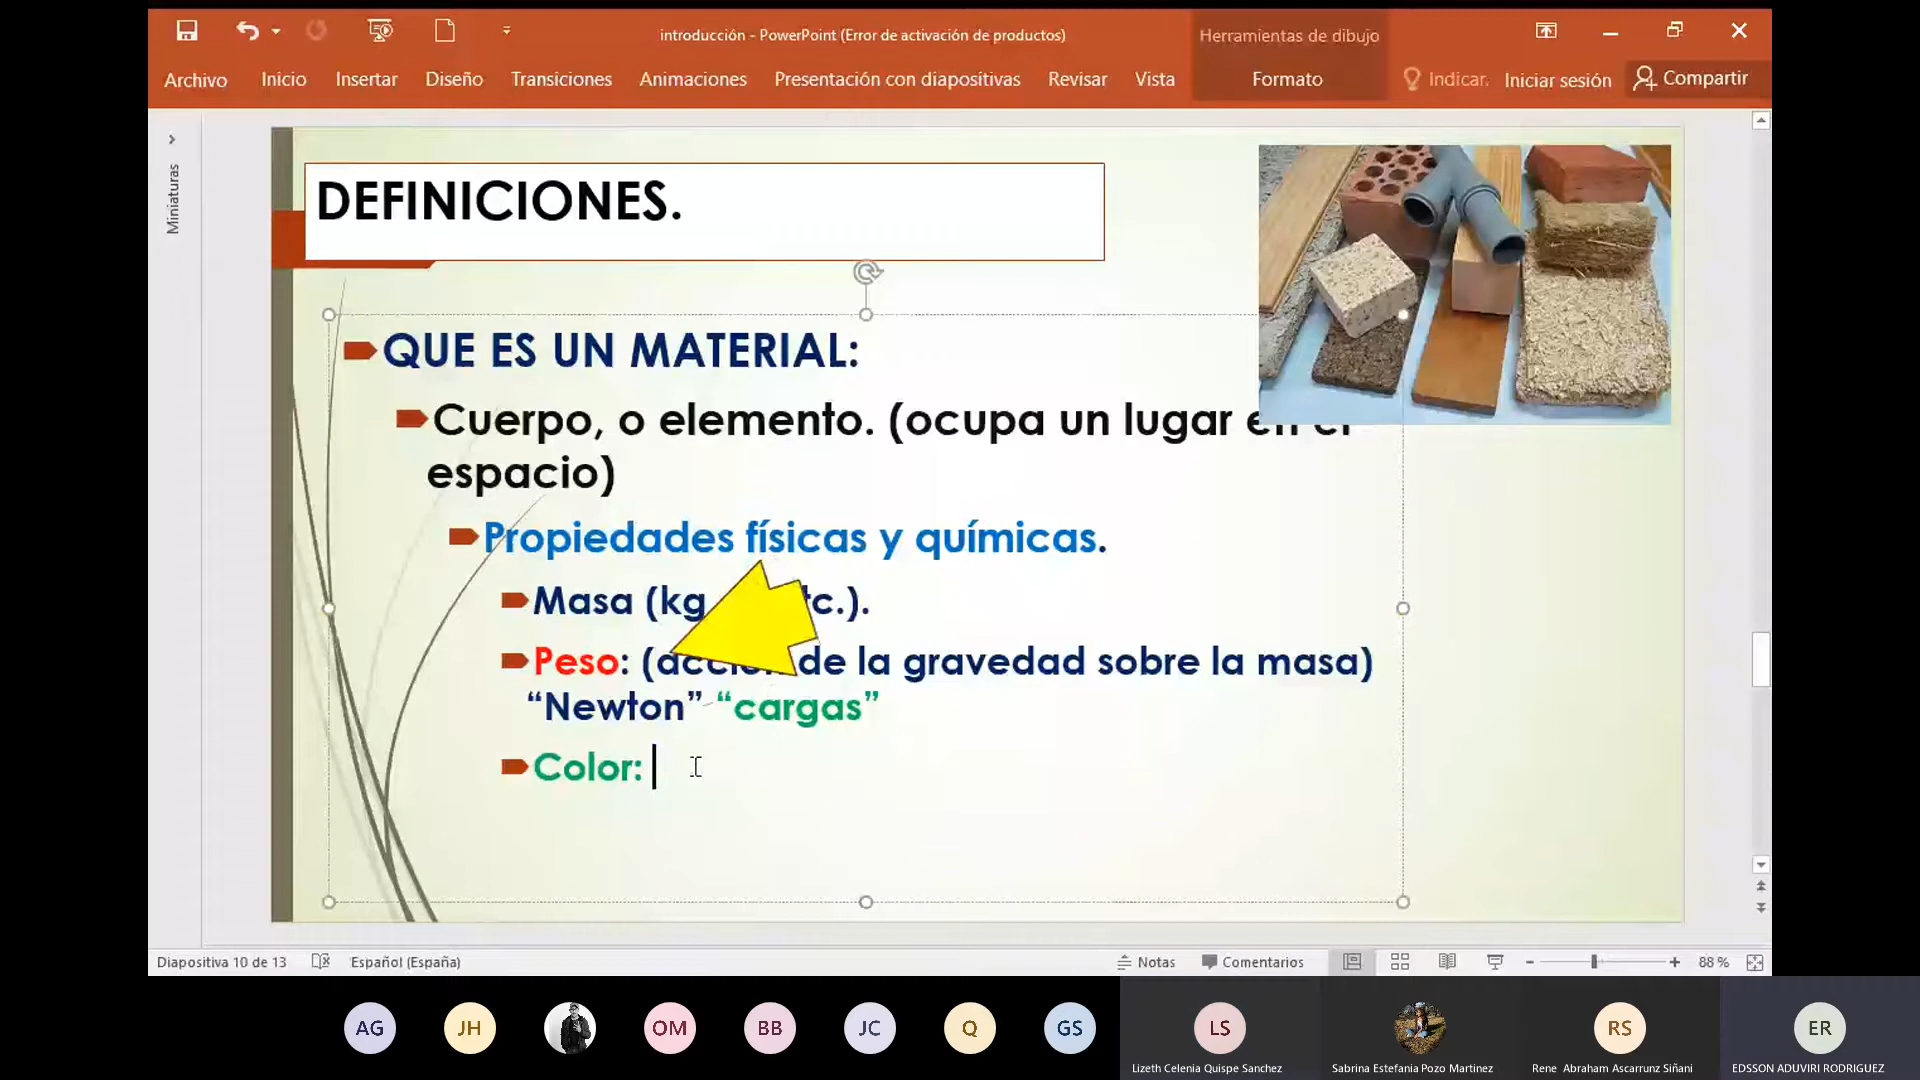 introducción - PowerPoint (Error de activación de productos)
Herramientas de dibujo
Archivo Inicio Insertar Diseño Transiciones Animaciones Presentación con diapositivas Revisar Vista Formato Indicar. Iniciar sesión Compartir
Miniaturas
DEFINICIONES.
QUE ES UN MATERIAL:
Cuerpo, o elemento. (ocupa un lugar en el
espacio)
Propiedades físicas y químicas.
Masa (kg tc.).
Peso: (acción de la gravedad sobre la masa)
“Newton” “cargas”
Color:
Diapositiva 10 de 13 Español (España) Notas Comentarios 88 %
AG JH OM BB JC Q GS LS RS ER
Lizeth Celenia Quispe Sanchez Sabrina Estefania Pozo Martinez Rene Abraham Ascarrunz Siñani EDSSON ADUVIRI RODRIGUEZ